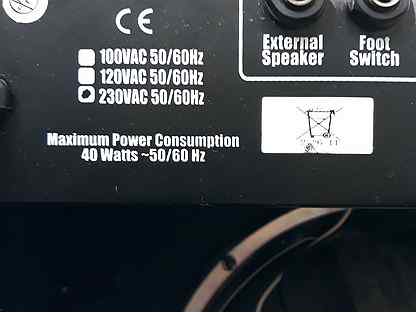 CE
100VAC 50/60Hz
120VAC 50/60Hz
230VAC 50/60Hz
External
Speaker
Foot
Switch
Maximum Power Consumption
40 Watts ~50/60 Hz